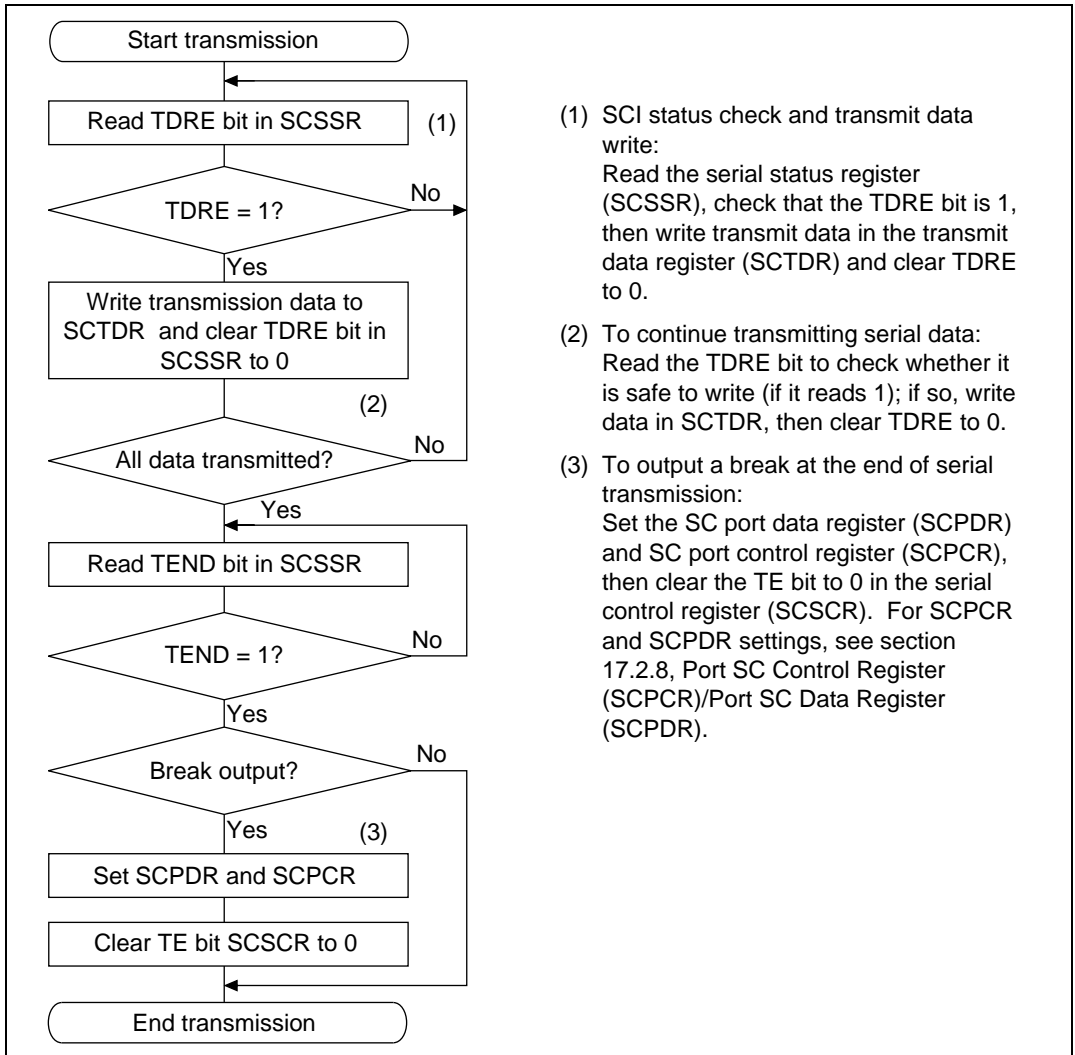 Start transmission
Read TDRE bit in SCSSR
(1)
TDRE = 1?
No
Yes
Write transmission data to
SCTDR and clear TDRE bit in
SCSSR to 0
(2)
All data transmitted?
No
Yes
Read TEND bit in SCSSR
TEND = 1?
No
Yes
Break output?
No
Yes
(3)
Set SCPDR and SCPCR
Clear TE bit SCSCR to 0
End transmission
(1) SCI status check and transmit data
write:
Read the serial status register
(SCSSR), check that the TDRE bit is 1,
then write transmit data in the transmit
data register (SCTDR) and clear TDRE
to 0.
(2) To continue transmitting serial data:
Read the TDRE bit to check whether it
is safe to write (if it reads 1); if so, write
data in SCTDR, then clear TDRE to 0.
(3) To output a break at the end of serial
transmission:
Set the SC port data register (SCPDR)
and SC port control register (SCPCR),
then clear the TE bit to 0 in the serial
control register (SCSCR). For SCPCR
and SCPDR settings, see section
17.2.8, Port SC Control Register
(SCPCR)/Port SC Data Register
(SCPDR).